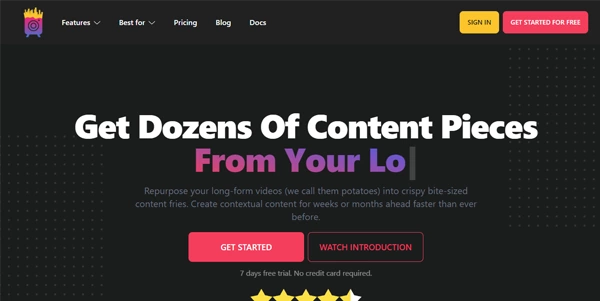 Features
Best for
Pricing
Blog
Docs
SIGN IN
GET STARTED FOR FREE
Get Dozens Of Content Pieces
From Your Lo
Repurpose your long-form videos (we call them potatoes) into crispy bite-sized
content fries. Create contextual content for weeks or months ahead faster than ever
before.
GET STARTED
WATCH INTRODUCTION
7 days free trial. No credit card required.